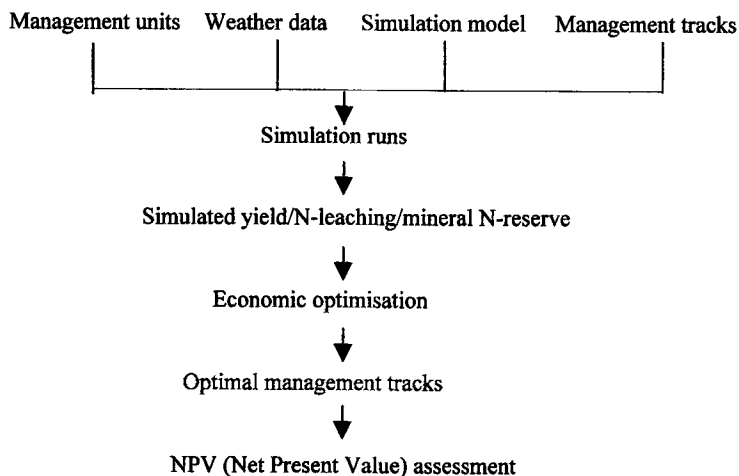 Management units Weather data Simulation model Management tracks
Simulation runs
Simulated yield/N-leaching/mineral N-reserve
Economic optimisation
Optimal management tracks
NPV (Net Present Value) assessment